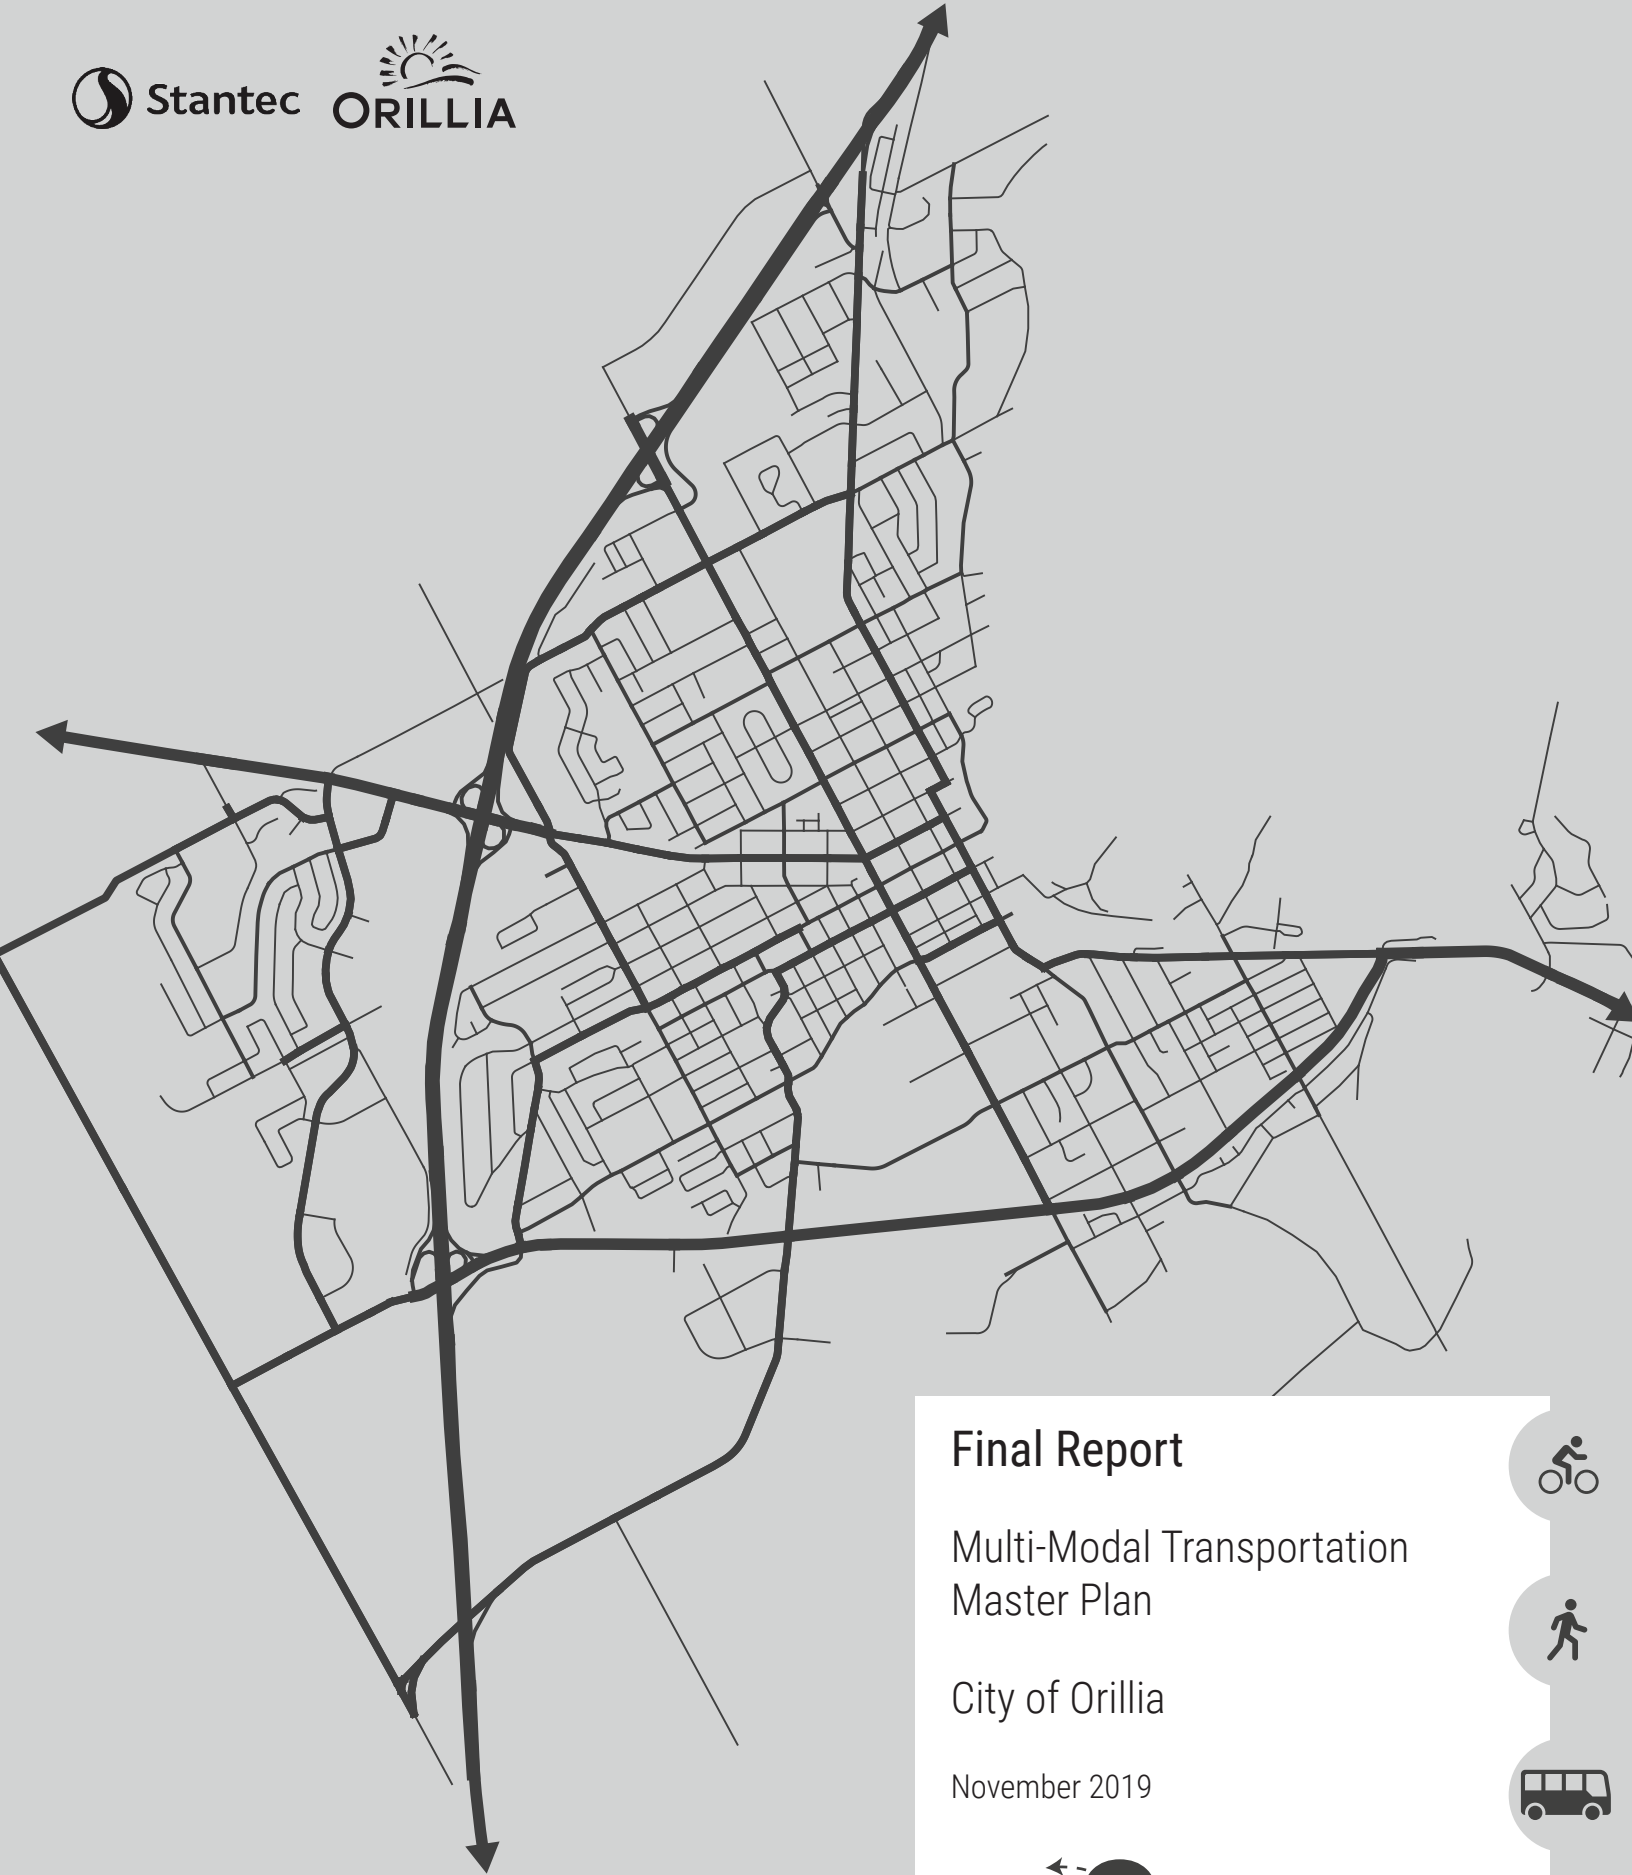 Stantec
ORILLIA
Final Report
Multi-Modal Transportation
Master Plan
City of Orillia
November 2019